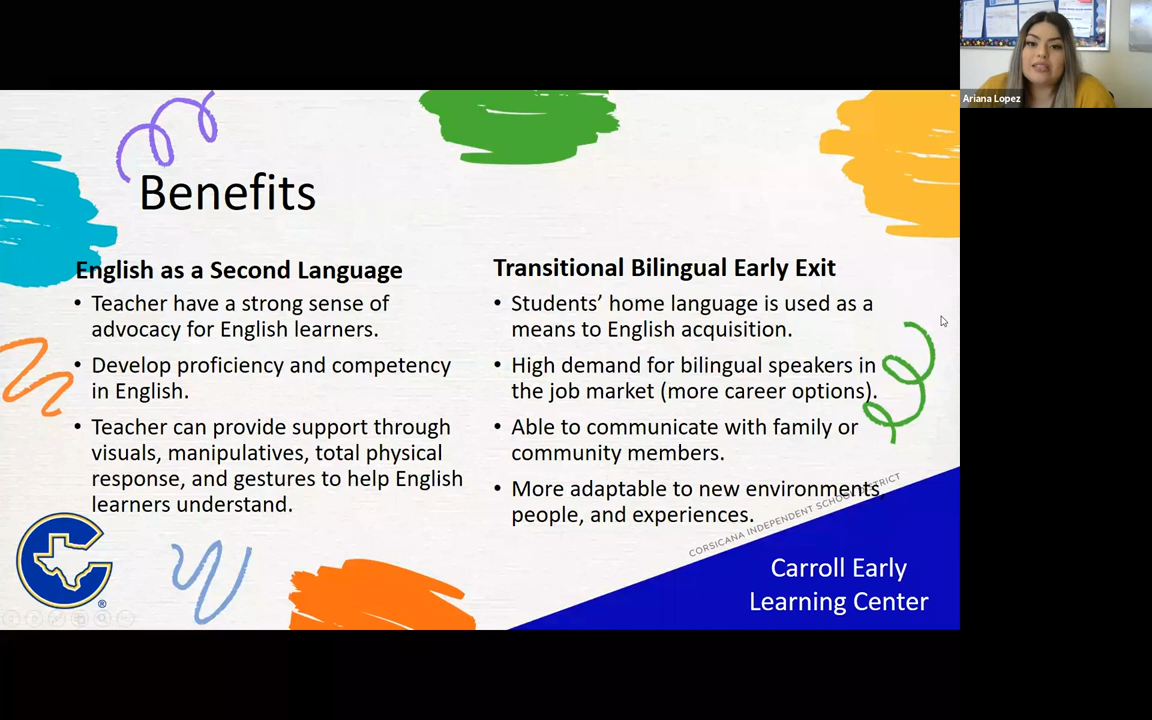 Ariana Lopez
Benefits
English as a Second Language
• Teacher have a strong sense of
advocacy for English learners.
• Develop proficiency and competency
in English.
• Teacher can provide support through
visuals, manipulatives, total physical
response, and gestures to help English
learners understand.
Transitional Bilingual Early Exit
• Students’ home language is used as a
means to English acquisition.
• High demand for bilingual speakers in
the job market (more career options).
• Able to communicate with family or
community members.
• More adaptable to new environments,
people, and experiences.
CORSICANA INDEPENDENT SCHOOL DISTRICT
Carroll Early
Learning Center
®